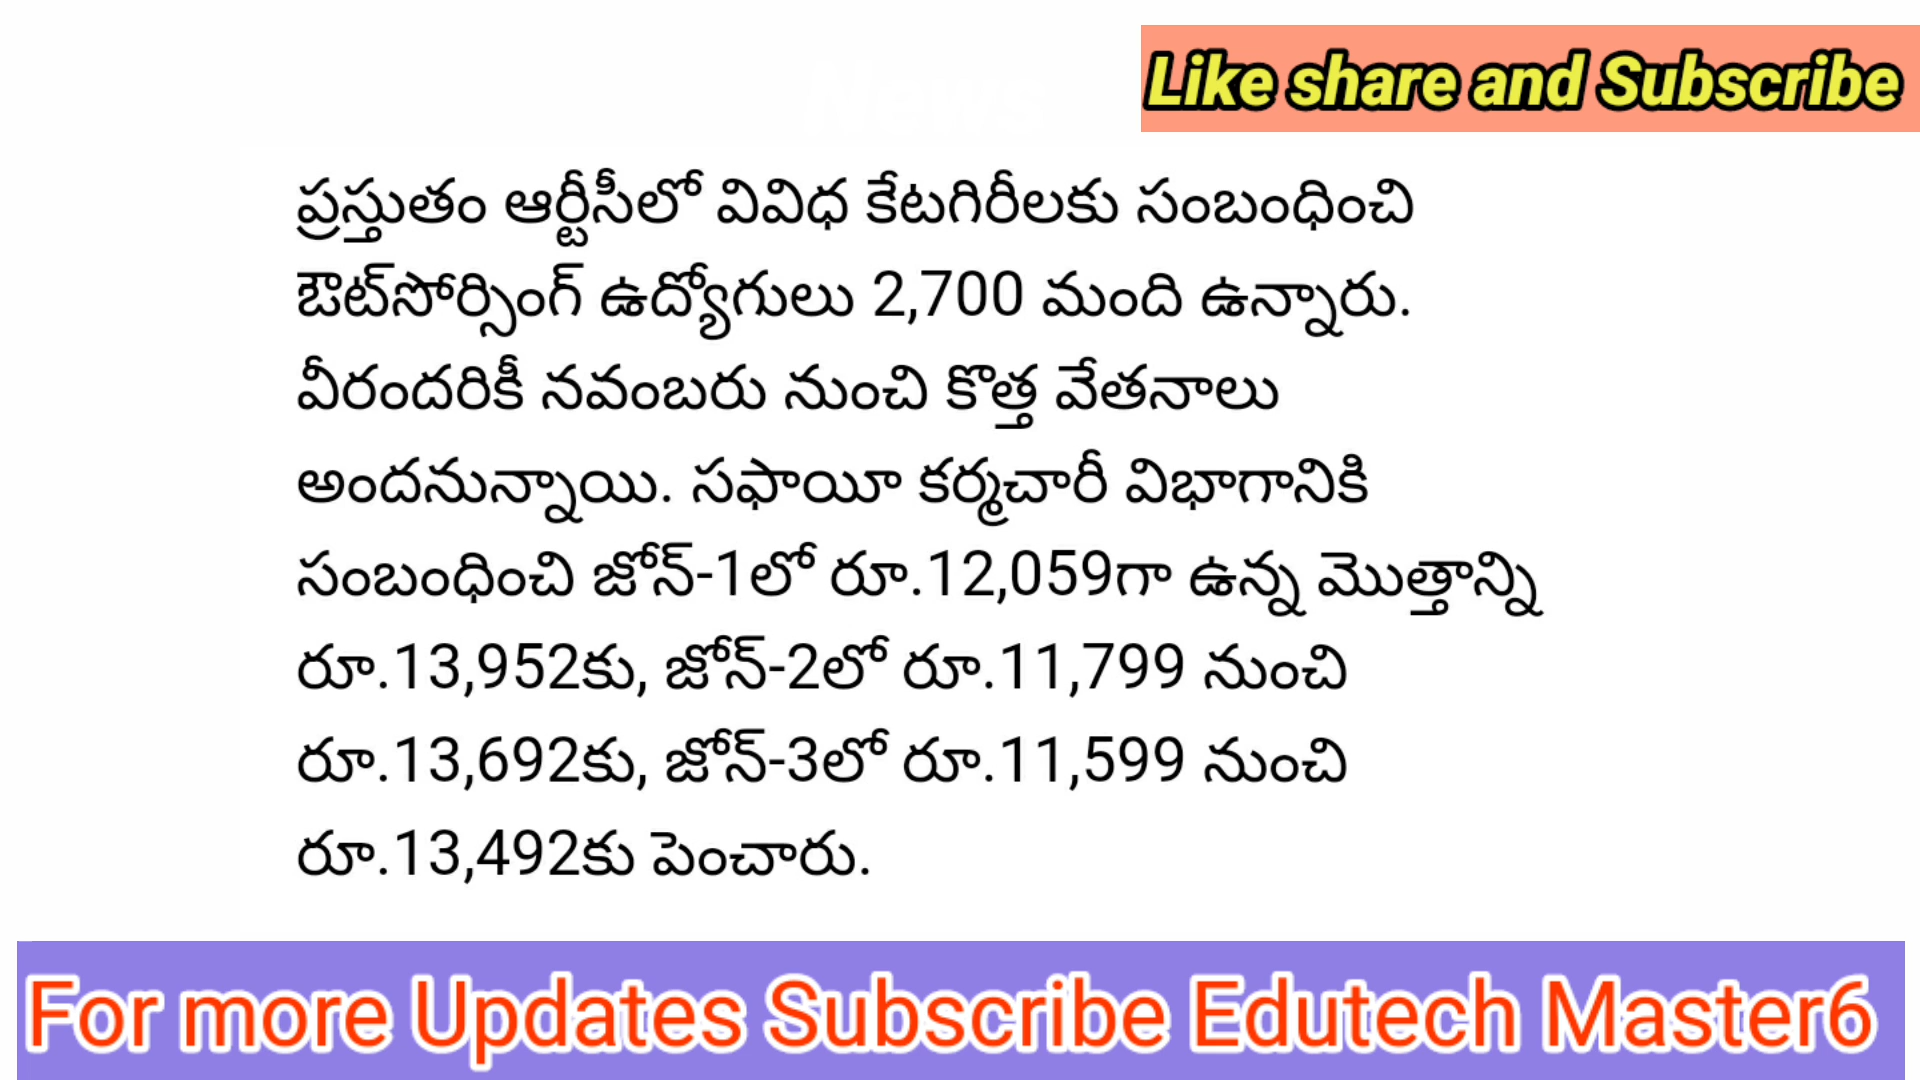 Like share and Subscribe
ప్రస్తుతం ఆర్టీసీలో వివిధ కేటగిరీలకు సంబంధించి
ఔట్‌సోర్సింగ్ ఉద్యోగులు 2,700 మంది ఉన్నారు.
వీరందరికీ నవంబరు నుంచి కొత్త వేతనాలు
అందనున్నాయి. సఫాయీ కర్మచారీ విభాగానికి
సంబంధించి జోన్-1లో రూ.12,059గా ఉన్న మొత్తాన్ని
రూ.13,952కు, జోన్-2లో రూ.11,799 నుంచి
రూ.13,692కు, జోన్-3లో రూ.11,599 నుంచి
రూ.13,492కు పెంచారు.
For more Updates Subscribe Edutech Master6